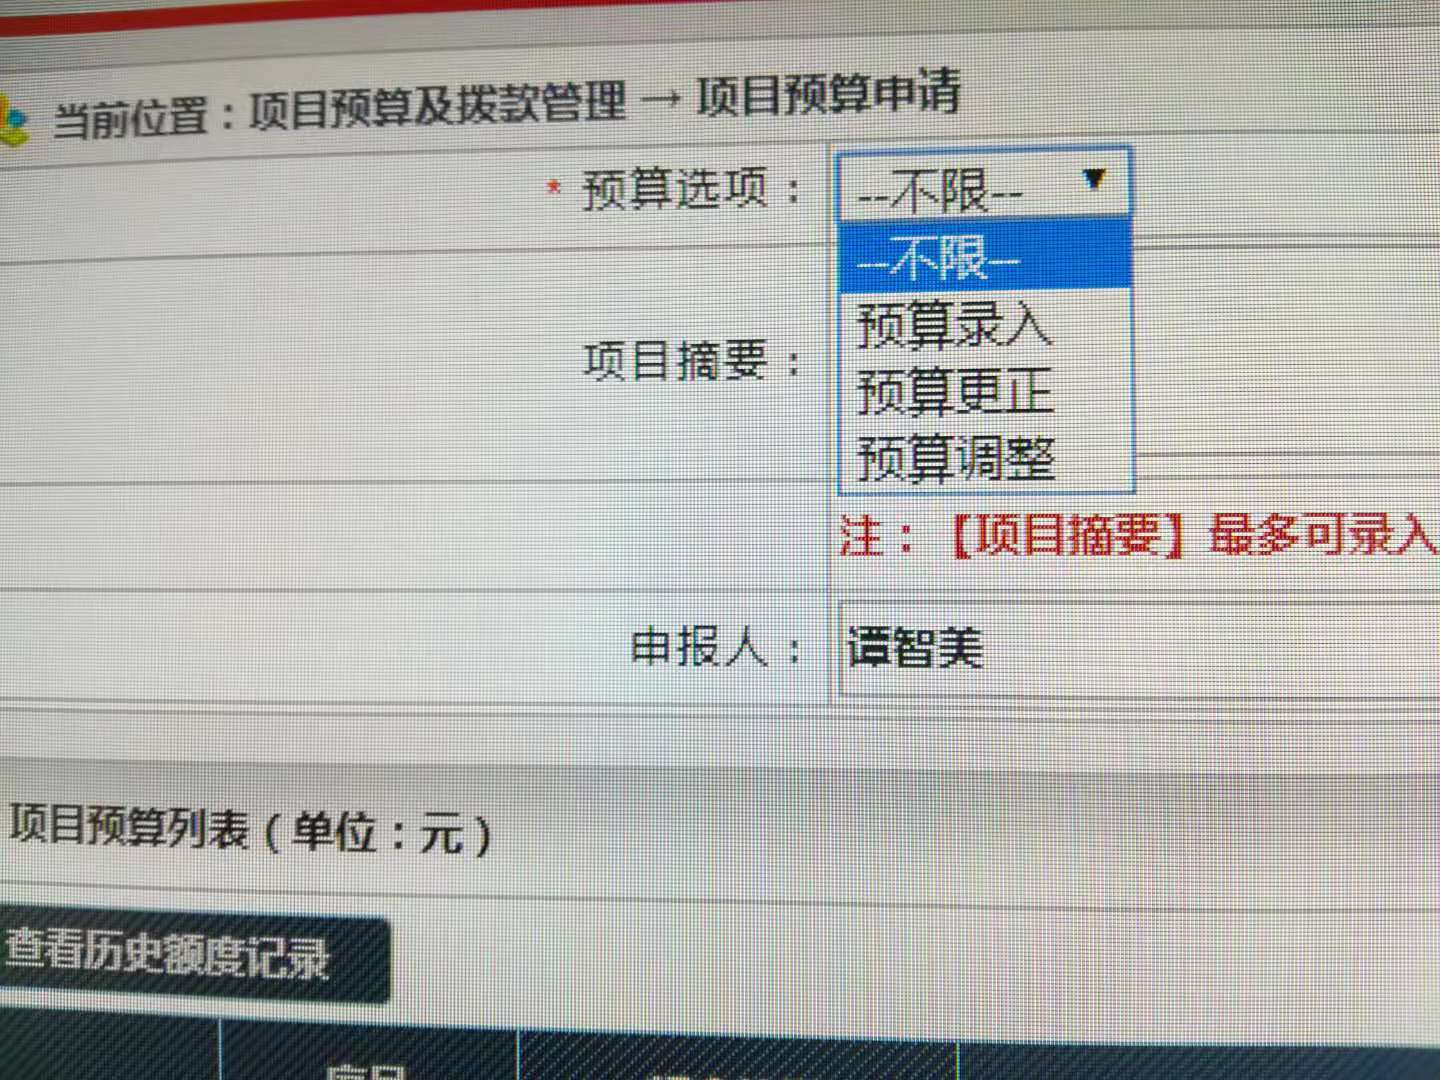 当前位置：项目预算及拨款管理 → 项目预算申请
* 预算选项： --不限-- ▼
--不限--
预算录入
项目摘要：
预算更正
预算调整
注：【项目摘要】最多可录入
申报人： 谭智美
项目预算列表（单位：元）
查看历史额度记录